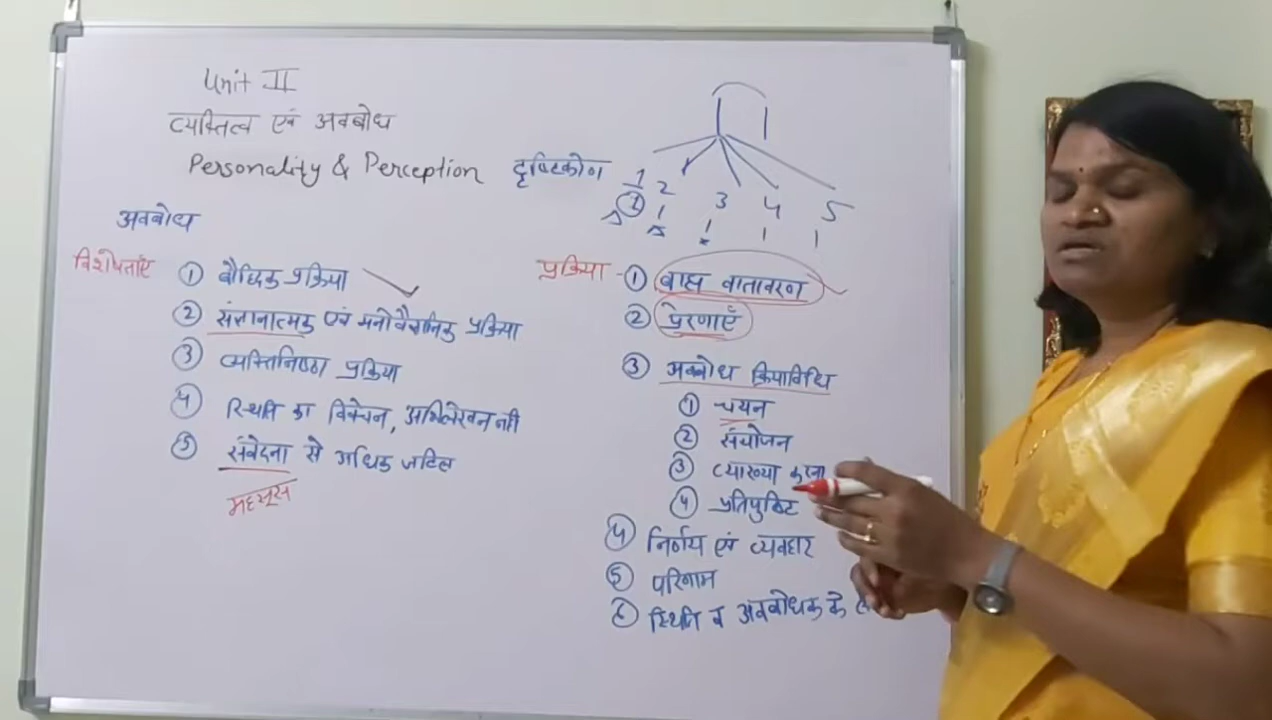 Unit II
व्यक्तित्व एवं अवबोध
Personality & Perception
दृष्टिकोण
1 2 3 4 5
1
अवबोध
विशेषताएँ
① बौद्धिक प्रक्रिया
② संज्ञानात्मक एवं मनोवैज्ञानिक प्रक्रिया
③ व्यक्तिनिष्ठ प्रक्रिया
④ स्थिति का विवेचन, अभिलेखन नहीं
⑤ संवेदना से अधिक जटिल
महसूस
प्रक्रिया - ① बाह्य वातावरण
② प्रेरणाएँ
③ अवबोध क्रियाविधि
① चयन
② संयोजन
③ व्याख्या करना
④ प्रतिपुष्टि
④ निर्णय एवं व्यवहार
⑤ परिणाम
⑥ स्थिति व अवबोधक के